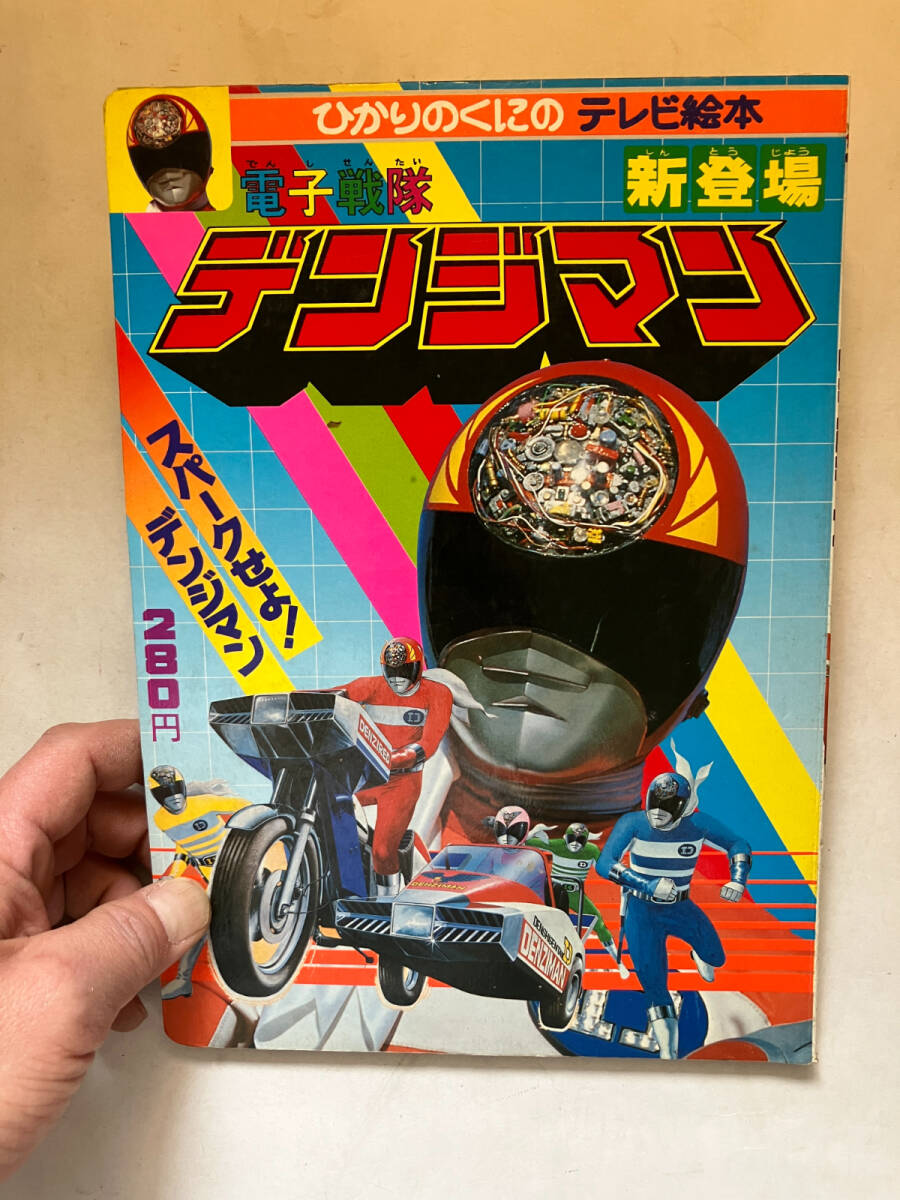 ひかりのくにの テレビ絵本
でんしせんたい
電子戦隊
しんとうじょう
新登場
デンジマン
スパークせよ!
デンジマン
280円
DENZIRED
DENZIMAN
DENZIMAN